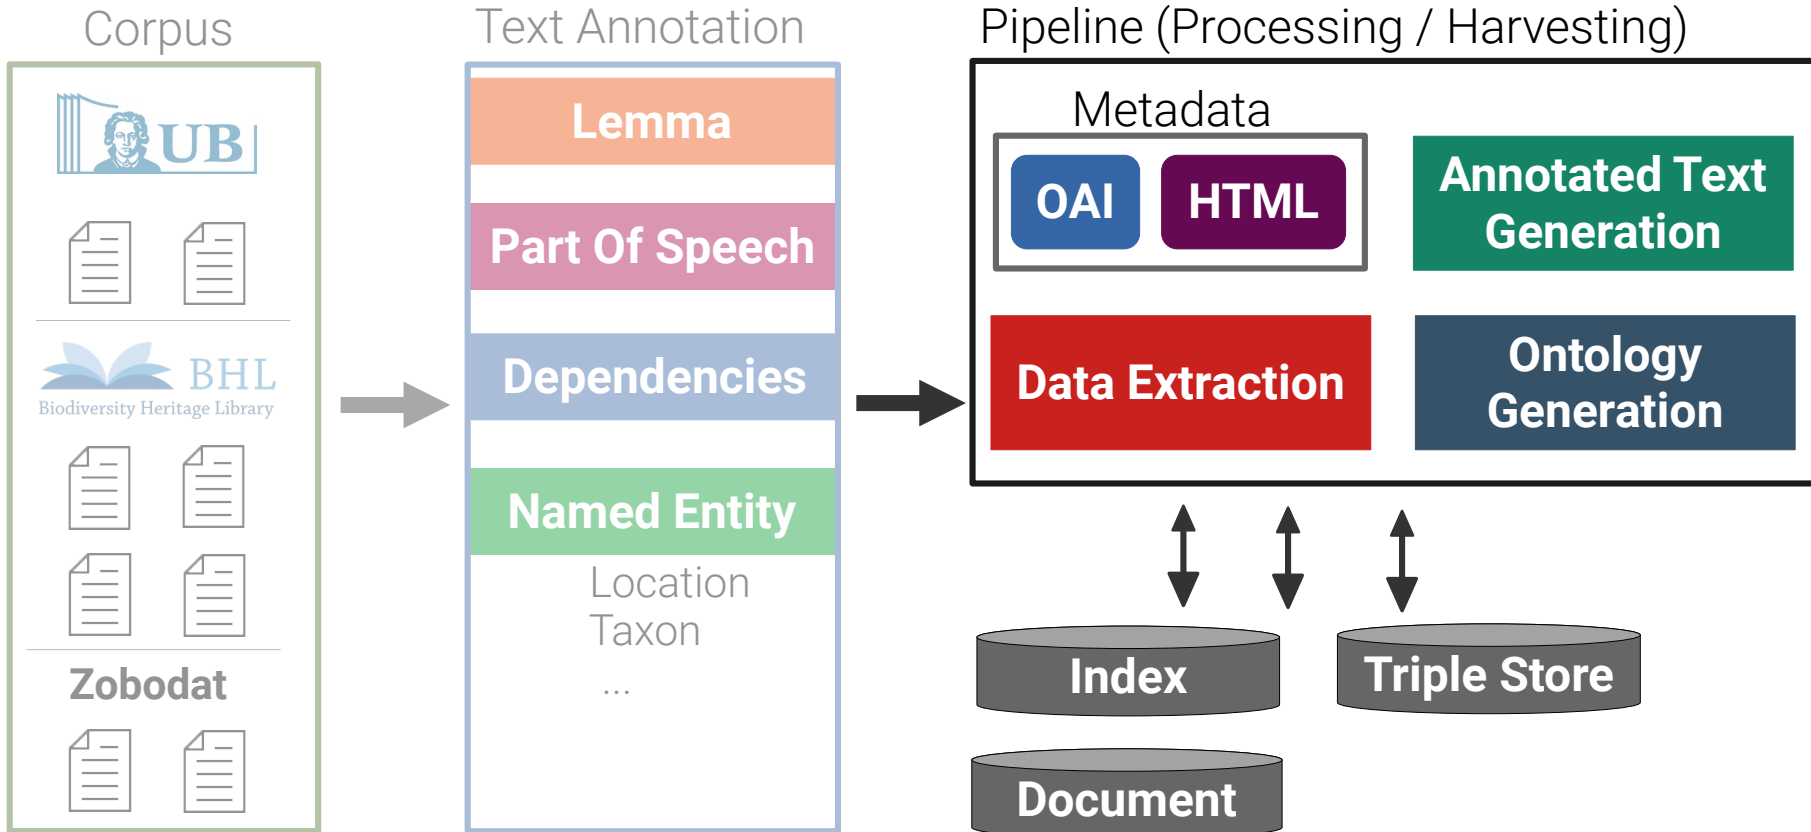 Corpus
UB
BHL
Biodiversity Heritage Library
Zobodat
Text Annotation
Lemma
Part Of Speech
Dependencies
Named Entity
Location
Taxon
...
Pipeline (Processing / Harvesting)
Metadata
OAI
HTML
Annotated Text
Generation
Data Extraction
Ontology
Generation
Index
Triple Store
Document